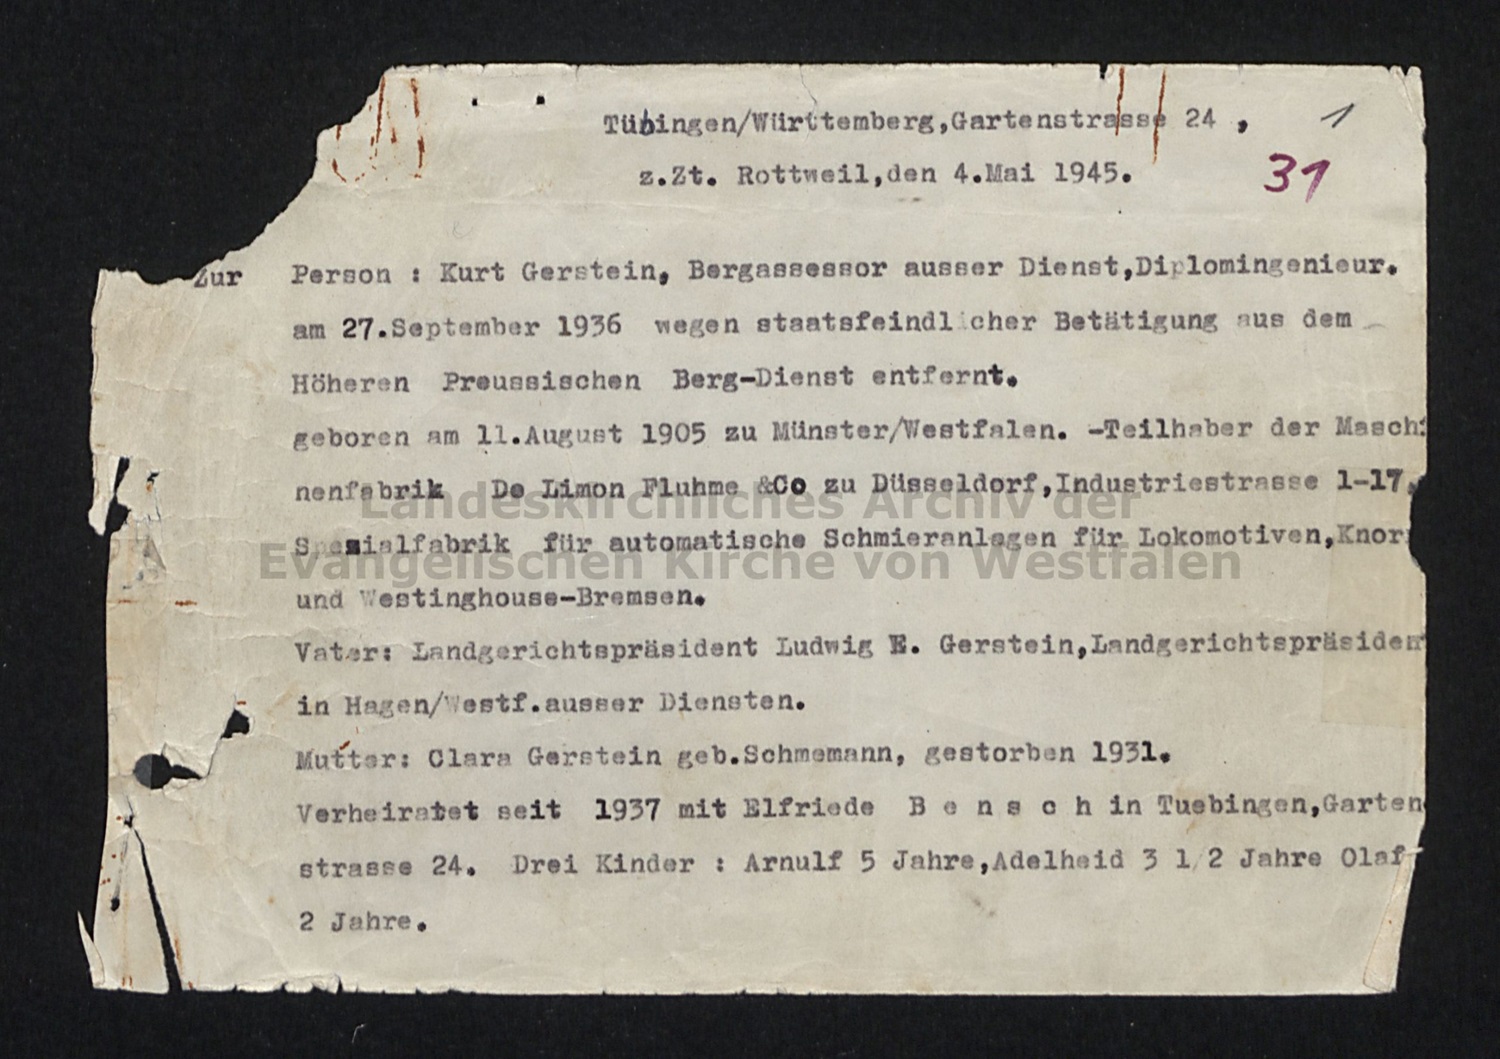 Tübingen/Württemberg,Gartenstrasse 24 , 1
z.Zt. Rottweil,den 4.Mai 1945. 31
Zur Person : Kurt Gerstein, Bergassessor ausser Dienst,Diplomingenieur.
am 27.September 1936 wegen staatsfeindlicher Betätigung aus dem
Höheren Preussischen Berg-Dienst entfernt.
geboren am 11.August 1905 zu Münster/Westfalen. -Teilhaber der Maschi
nenfabrik De Limon Fluhme &Co zu Düsseldorf,Industriestrasse 1-17,
Landeskirchliches Archiv der
Spezialfabrik für automatische Schmieranlagen für Lokomotiven,Knor
Evangelischen Kirche von Westfalen
und Westinghouse-Bremsen.
Vater: Landgerichtspräsident Ludwig E. Gerstein,Landgerichtspräsident
in Hagen/Westf.ausser Diensten.
Mutter: Clara Gerstein geb.Schmemann, gestorben 1931.
Verheiratet seit 1937 mit Elfriede B e n s c h in Tuebingen,Garten
strasse 24. Drei Kinder : Arnulf 5 Jahre,Adelheid 3 1/2 Jahre Olaf
2 Jahre.